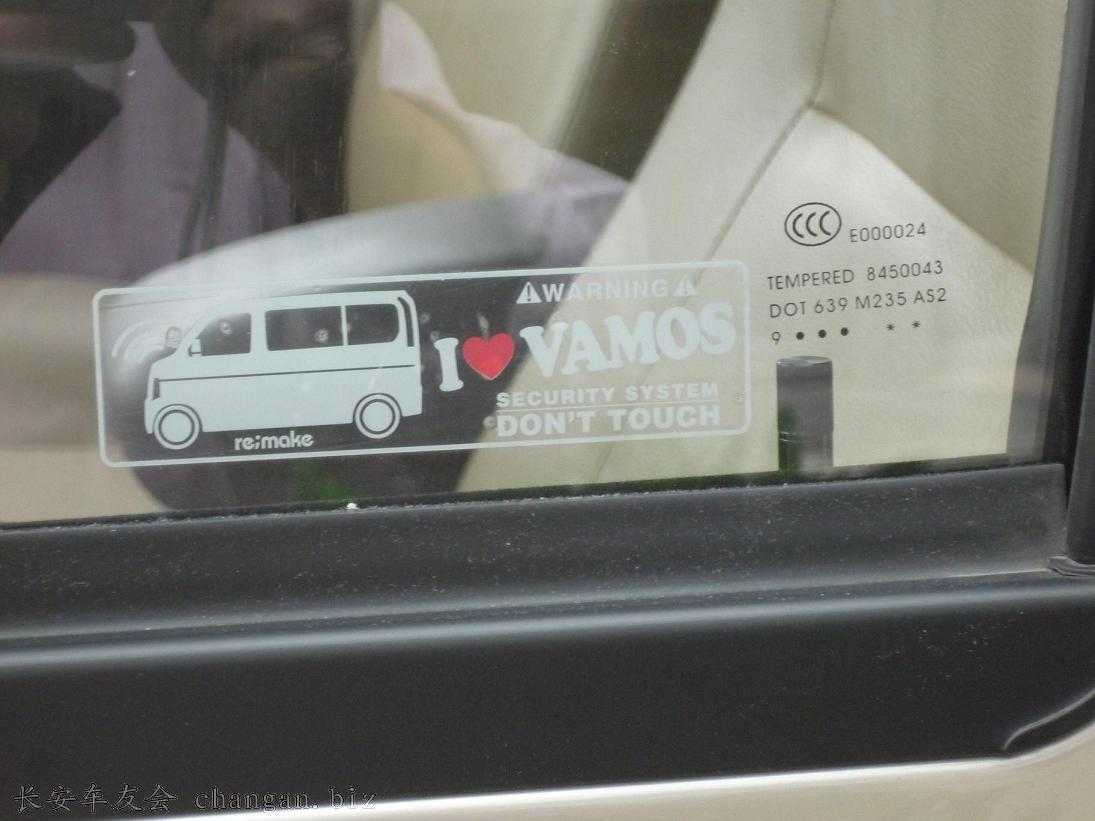 WARNING
I ❤ VAMOS
SECURITY SYSTEM
DON'T TOUCH
re;make
CCC E000024
TEMPERED 8450043
DOT 639 M235 AS2
9 • • • * *
长安车友会 changan.biz